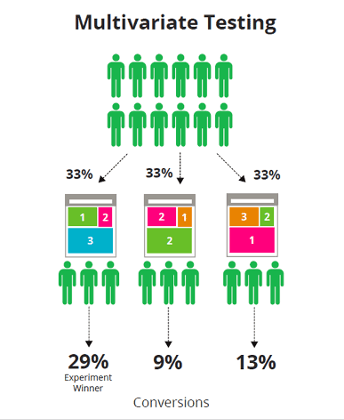 Multivariate Testing
33% 33% 33%
1 2 2 1 3 2
3 2 1
29% 9% 13%
Experiment
Winner
Conversions